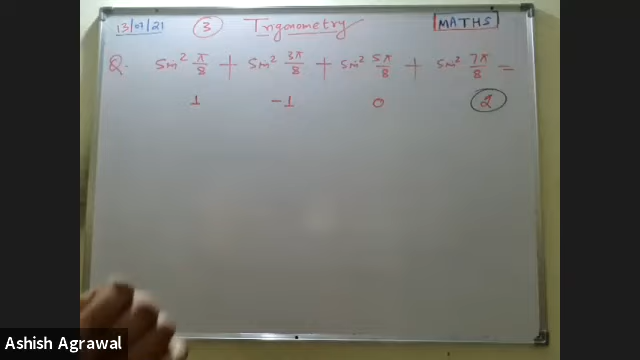 13/07/21 3 Trigonometry MATHS
Q. sin² π/8 + sin² 3π/8 + sin² 5π/8 + sin² 7π/8 =
1 -1 0 2
Ashish Agrawal